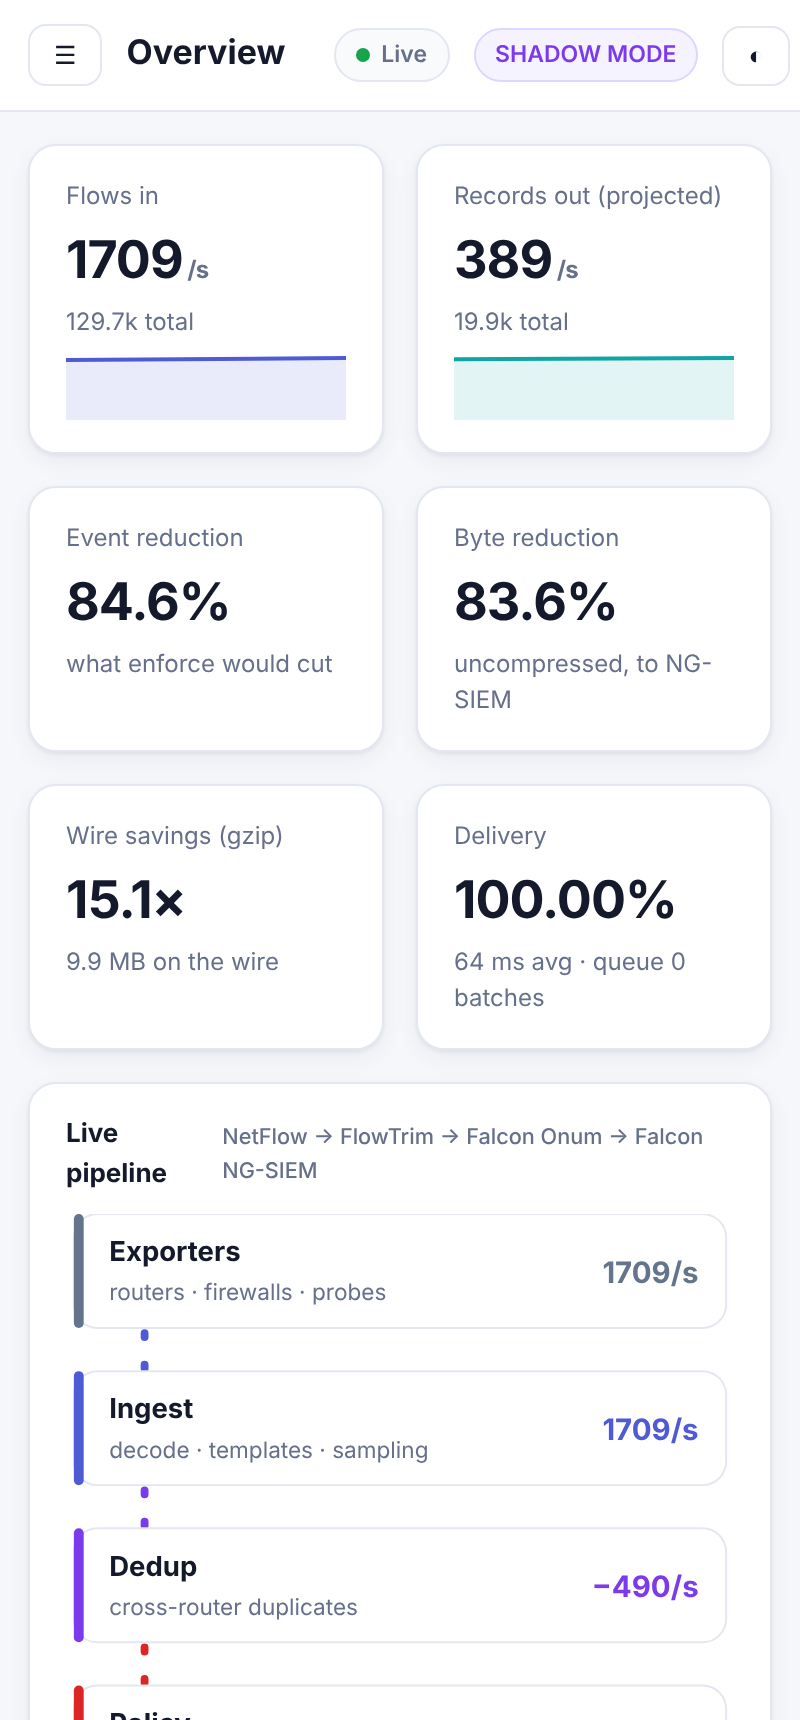 ☰ Overview Live SHADOW MODE
Flows in
1709 /s
129.7k total
Records out (projected)
389 /s
19.9k total
Event reduction
84.6%
what enforce would cut
Byte reduction
83.6%
uncompressed, to NG-
SIEM
Wire savings (gzip)
15.1×
9.9 MB on the wire
Delivery
100.00%
64 ms avg · queue 0
batches
Live
pipeline
NetFlow → FlowTrim → Falcon Onum → Falcon
NG-SIEM
Exporters
routers · firewalls · probes
1709/s
Ingest
decode · templates · sampling
1709/s
Dedup
cross-router duplicates
−490/s
Policy